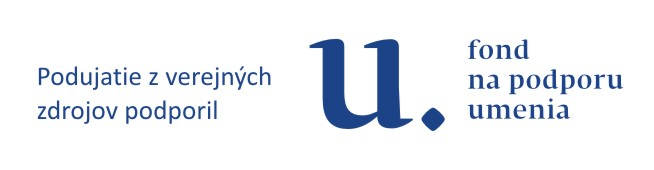 Podujatie z verejných
zdrojov podporil
u.
fond
na podporu
umenia